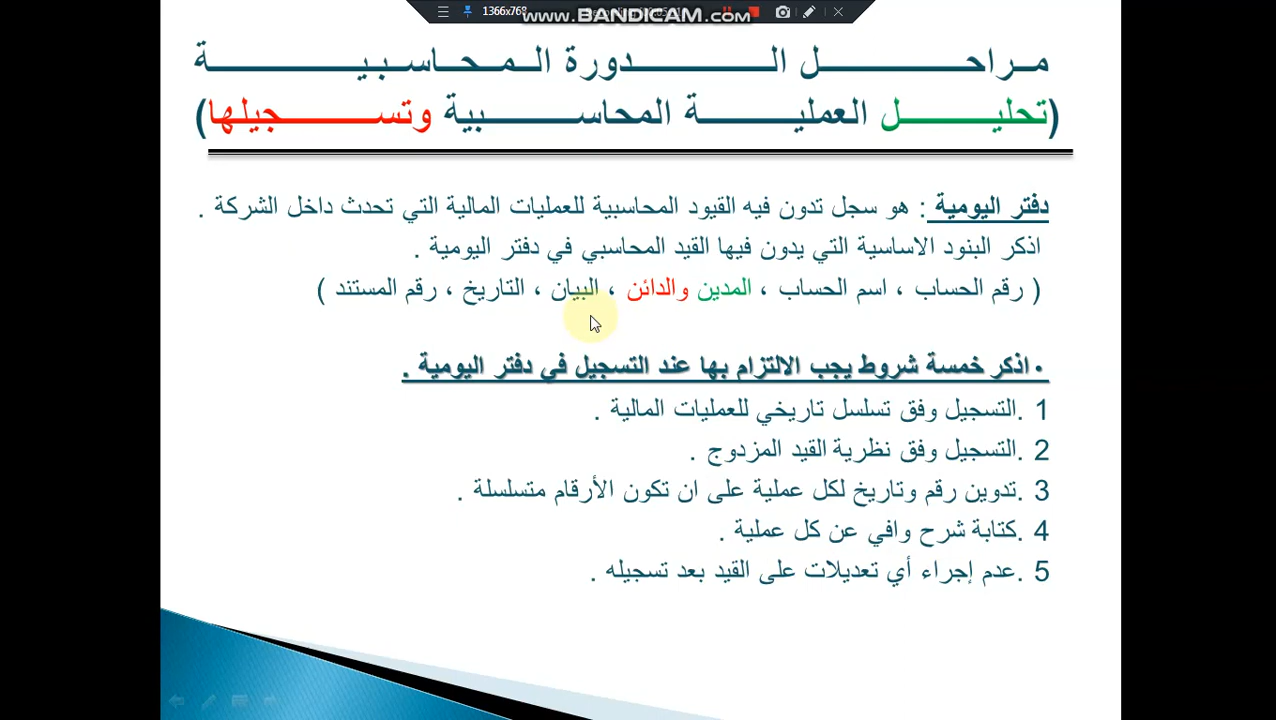 1366x768
www.BANDICAM.com
مراحل الدورة المحاسبية
(تحليل العملية المحاسبية وتسجيلها)
دفتر اليومية : هو سجل تدون فيه القيود المحاسبية للعمليات المالية التي تحدث داخل الشركة .
اذكر البنود الاساسية التي يدون فيها القيد المحاسبي في دفتر اليومية .
( رقم الحساب ، اسم الحساب ، المدين والدائن ، البيان ، التاريخ ، رقم المستند )
• اذكر خمسة شروط يجب الالتزام بها عند التسجيل في دفتر اليومية .
1 .التسجيل وفق تسلسل تاريخي للعمليات المالية .
2 .التسجيل وفق نظرية القيد المزدوج .
3 .تدوين رقم وتاريخ لكل عملية على ان تكون الأرقام متسلسلة .
4 .كتابة شرح وافي عن كل عملية .
5 .عدم إجراء أي تعديلات على القيد بعد تسجيله .